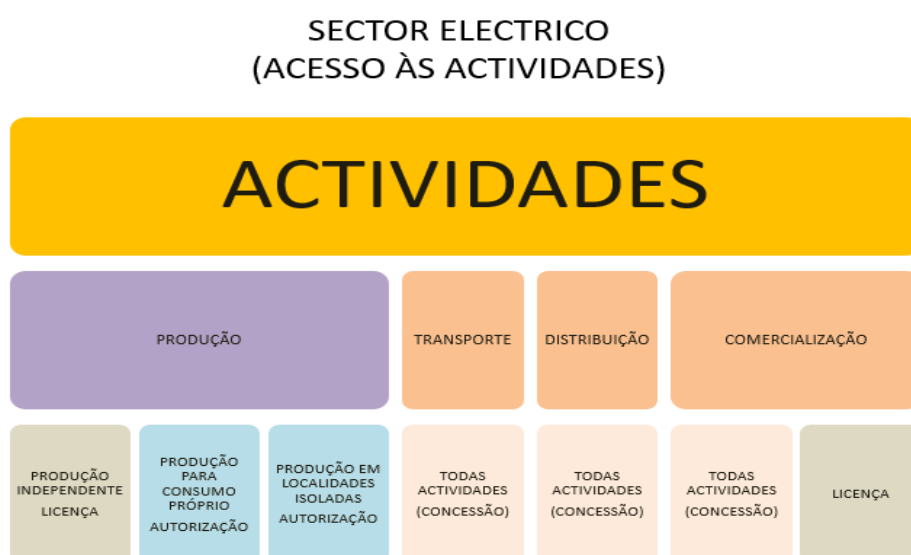 SECTOR ELECTRICO
(ACESSO ÀS ACTIVIDADES)
ACTIVIDADES
PRODUÇÃO
TRANSPORTE
DISTRIBUIÇÃO
COMERCIALIZAÇÃO
PRODUÇÃO
INDEPENDENTE
LICENÇA
PRODUÇÃO
PARA
CONSUMO
PRÓPRIO
AUTORIZAÇÃO
PRODUÇÃO EM
LOCALIDADES
ISOLADAS
AUTORIZAÇÃO
TODAS
ACTIVIDADES
(CONCESSÃO)
TODAS
ACTIVIDADES
(CONCESSÃO)
TODAS
ACTIVIDADES
(CONCESSÃO)
LICENÇA